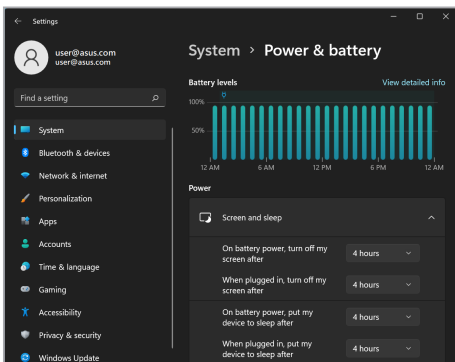 Settings
user@asus.com
user@asus.com
Find a setting
System
Bluetooth & devices
Network & internet
Personalization
Apps
Accounts
Time & language
Gaming
Accessibility
Privacy & security
Windows Update
System > Power & battery
Battery levels
View detailed info
100%
50%
12 AM 6 AM 12 PM 6 PM 12 AM
Power
Screen and sleep
On battery power, turn off my
screen after
4 hours
When plugged in, turn off my
screen after
4 hours
On battery power, put my
device to sleep after
4 hours
When plugged in, put my
device to sleep after
4 hours